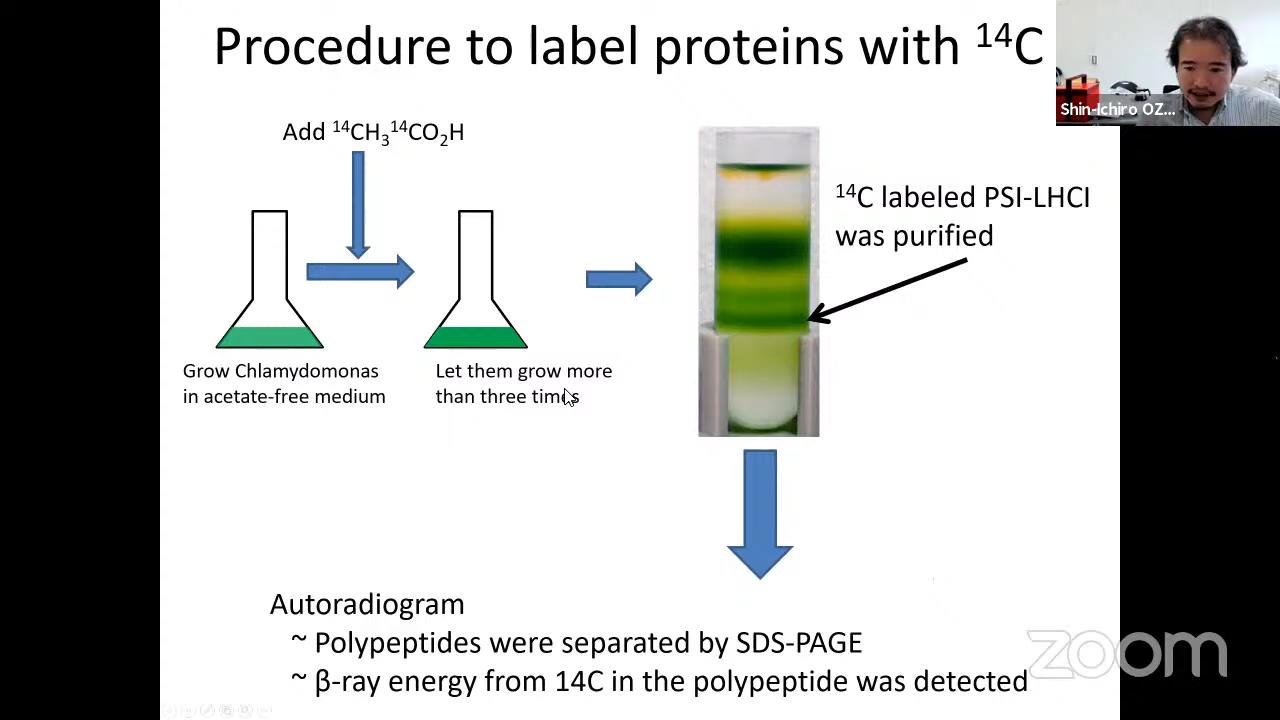 Procedure to label proteins with ¹⁴C
Shin-Ichiro OZ...
Add ¹⁴CH₃¹⁴CO₂H
¹⁴C labeled PSI-LHCI
was purified
Grow Chlamydomonas
in acetate-free medium
Let them grow more
than three times
Autoradiogram
~ Polypeptides were separated by SDS-PAGE
~ β-ray energy from 14C in the polypeptide was detected
zoom